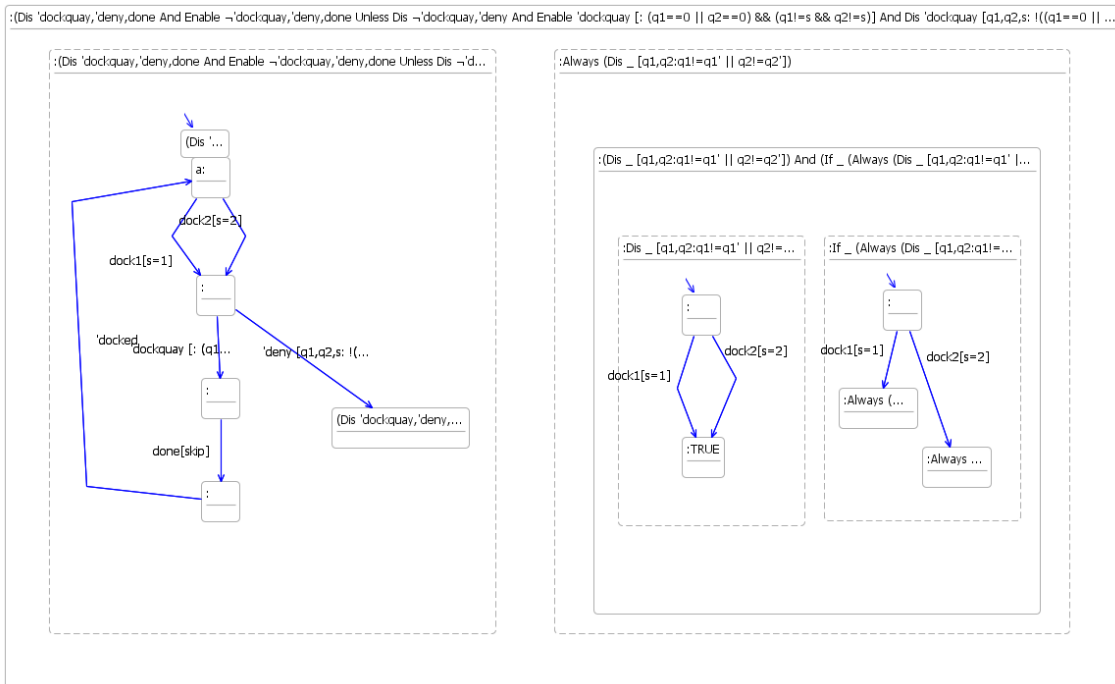 :(Dis 'dockquay,'deny,done And Enable ¬'dockquay,'deny,done Unless Dis ¬'dockquay,'deny And Enable 'dockquay [: (q1==0 || q2==0) && (q1!=s && q2!=s)] And Dis 'dockquay [q1,q2,s: !((q1==0 || ...
:(Dis 'dockquay,'deny,done And Enable ¬'dockquay,'deny,done Unless Dis ¬'d...
(Dis '...
a:
dock2[s=2]
dock1[s=1]
:
'docked
dockquay [: (q1...
'deny [q1,q2,s: !(...
:
(Dis 'dockquay,'deny,...
done[skip]
:
:Always (Dis _ [q1,q2:q1!=q1' || q2!=q2'])
:(Dis _ [q1,q2:q1!=q1' || q2!=q2']) And (If _ (Always (Dis _ [q1,q2:q1!=q1' |...
:Dis _ [q1,q2:q1!=q1' || q2!=...
:
dock2[s=2]
dock1[s=1]
:TRUE
:If _ (Always (Dis _ [q1,q2:q1!=...
:
dock1[s=1]
dock2[s=2]
:Always (...
:Always ...